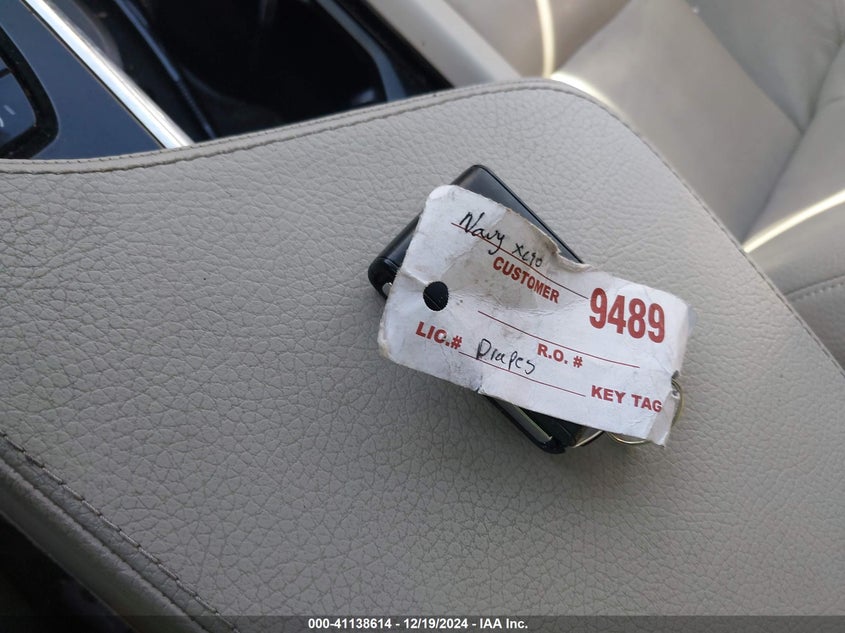 Navy XC90
CUSTOMER
9489
LIC.# Drapes
R.O. #
KEY TAG
000-41138614 - 12/19/2024 - IAA Inc.